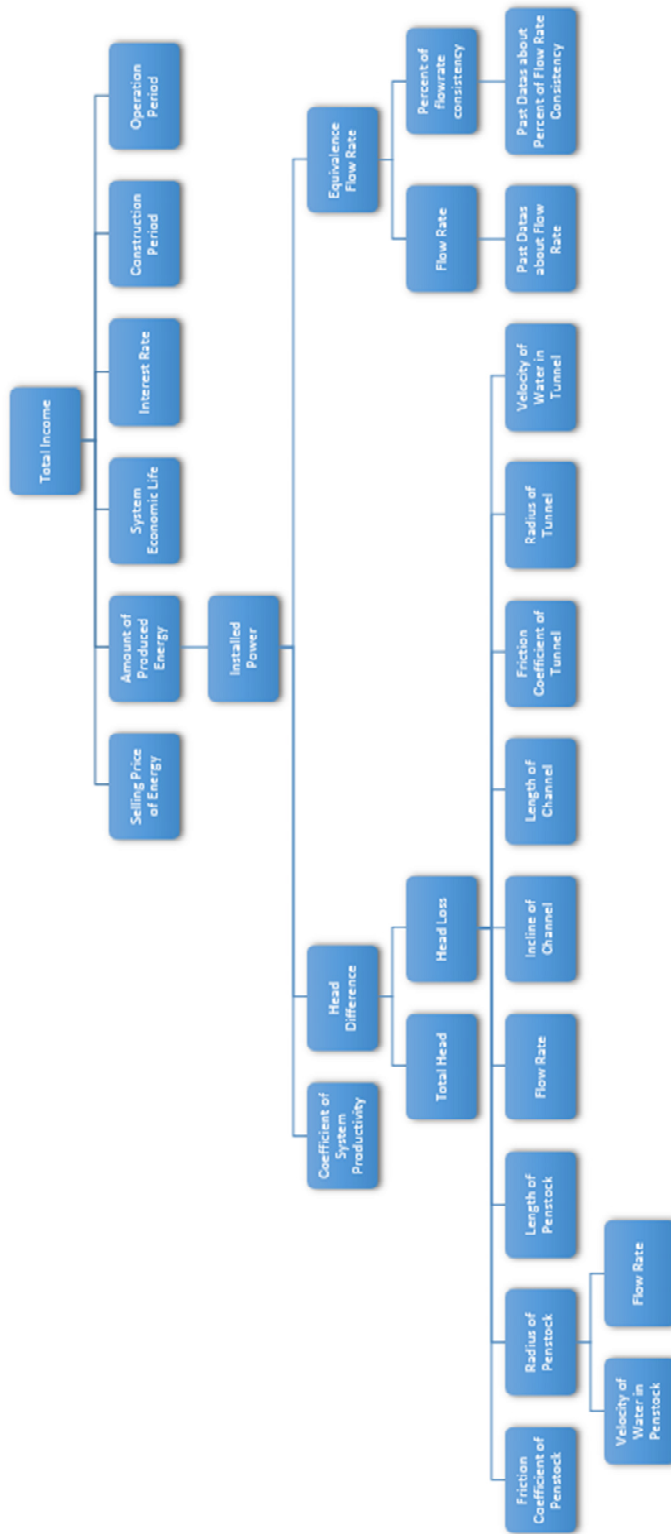 Total Income
Selling Price
of Energy
Amount of
Produced
Energy
System
Economic Life
Interest Rate
Construction
Period
Operation
Period
Installed
Power
Coefficient of
System
Productivity
Head
Difference
Equivalence
Flow Rate
Total Head
Head Loss
Flow Rate
Percent of
flowrate
consistency
Friction
Coefficient of
Penstock
Radius of
Penstock
Length of
Penstock
Flow Rate
Incline of
Channel
Length of
Channel
Friction
Coefficient of
Tunnel
Radius of
Tunnel
Velocity of
Water in
Tunnel
Past Datas
about Flow
Rate
Past Datas about
Percent of Flow Rate
Consistency
Velocity of
Water in
Penstock
Flow Rate